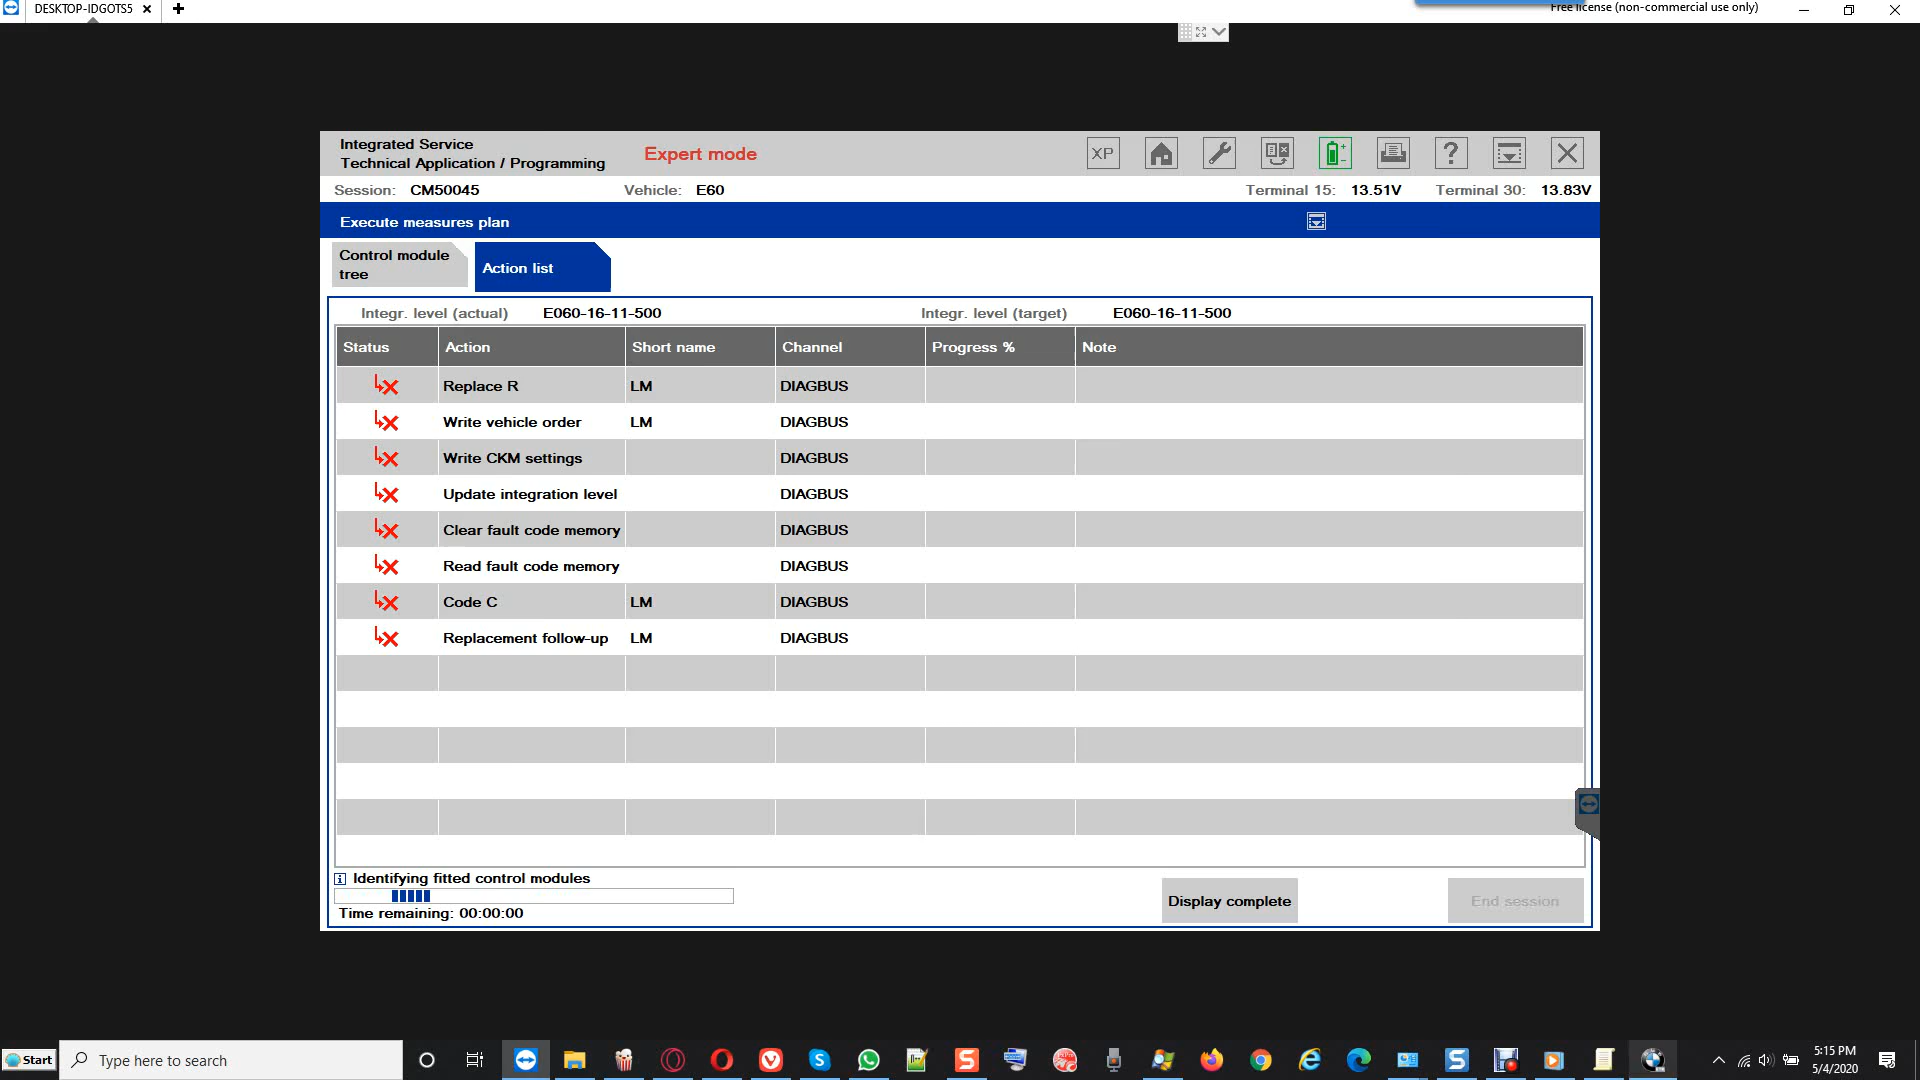 DESKTOP-IDGOTS5
Free license (non-commercial use only)
Integrated Service
Technical Application / Programming
Expert mode
XP
Session: CM50045
Vehicle: E60
Terminal 15: 13.51V
Terminal 30: 13.83V
Execute measures plan
Control module
tree
Action list
Integr. level (actual) E060-16-11-500
Integr. level (target) E060-16-11-500
Status Action Short name Channel Progress % Note
Replace R LM DIAGBUS
Write vehicle order LM DIAGBUS
Write CKM settings DIAGBUS
Update integration level DIAGBUS
Clear fault code memory DIAGBUS
Read fault code memory DIAGBUS
Code C LM DIAGBUS
Replacement follow-up LM DIAGBUS
Identifying fitted control modules
Time remaining: 00:00:00
Display complete
End session
Start
Type here to search
5:15 PM
5/4/2020